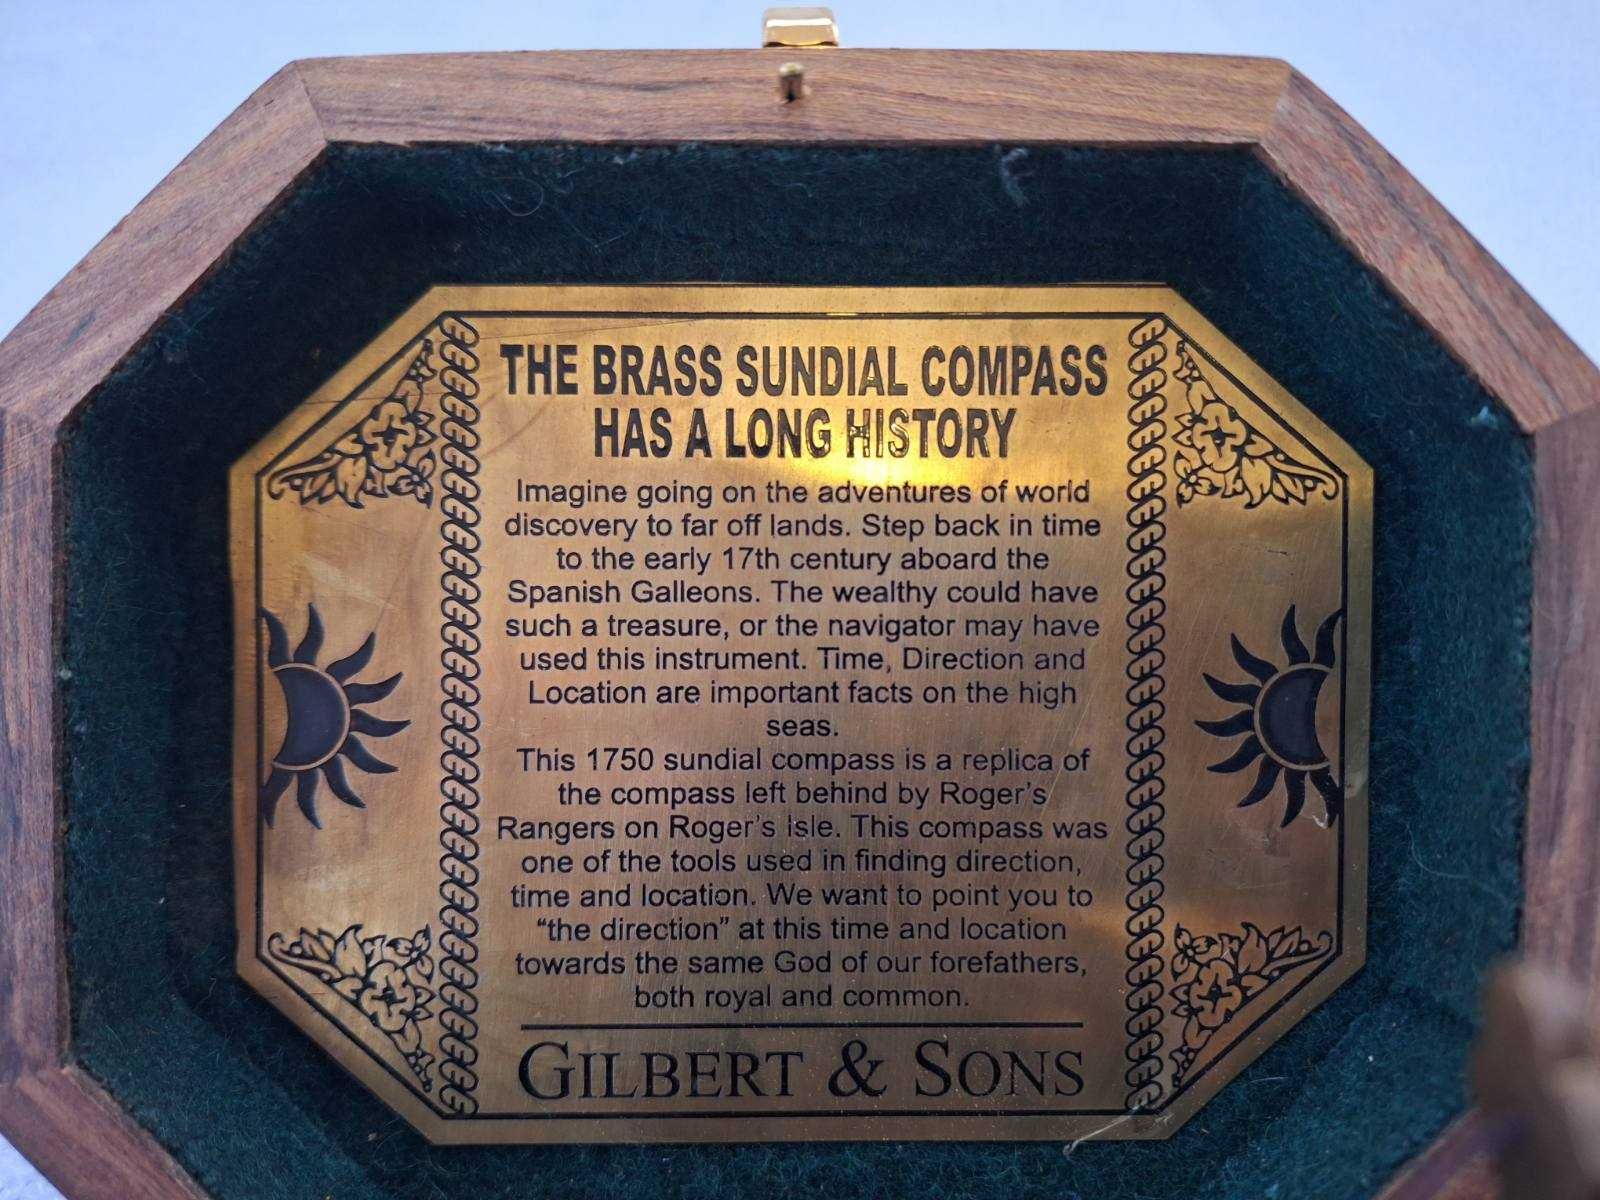 THE BRASS SUNDIAL COMPASS
HAS A LONG HISTORY
Imagine going on the adventures of world
discovery to far off lands. Step back in time
to the early 17th century aboard the
Spanish Galleons. The wealthy could have
such a treasure, or the navigator may have
used this instrument. Time, Direction and
Location are important facts on the high
seas.
This 1750 sundial compass is a replica of
the compass left behind by Roger's
Rangers on Roger's isle. This compass was
one of the tools used in finding direction,
time and location. We want to point you to
“the direction” at this time and location
towards the same God of our forefathers,
both royal and common.
GILBERT & SONS